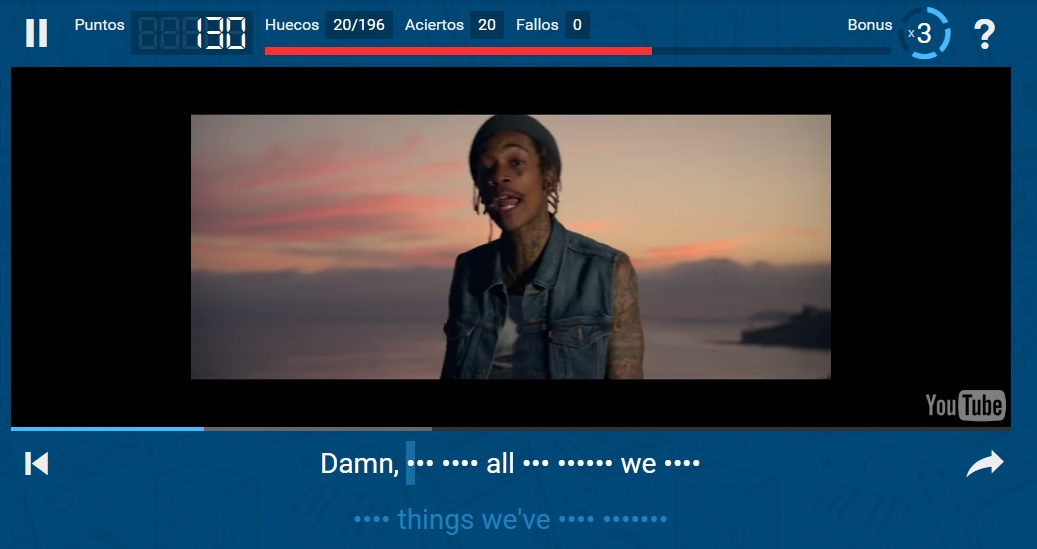 Puntos 130 Huecos 20/196 Aciertos 20 Fallos 0 Bonus x3 ?
YouTube
Damn, ••• •••• all ••• •••••• we ••••
•••• things we've •••• •••••••